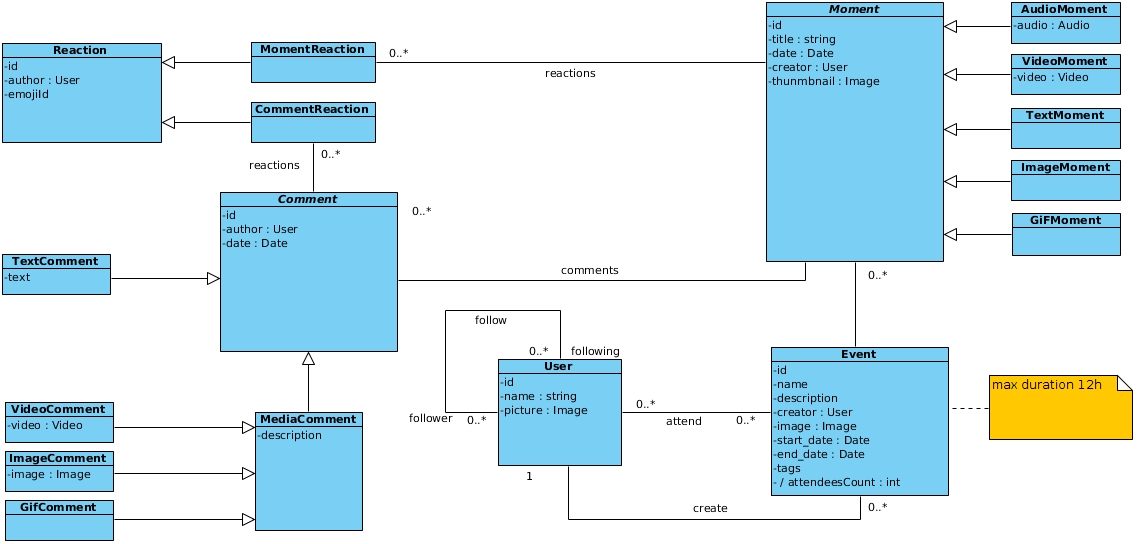 Moment
-id
-title : string
-date : Date
-creator : User
-thunmbnail : Image
AudioMoment
-audio : Audio
VideoMoment
-video : Video
TextMoment
ImageMoment
GiFMoment
Reaction
-id
-author : User
-emojiId
MomentReaction
0..*
reactions
CommentReaction
0..*
reactions
Comment
-id
-author : User
-date : Date
0..*
comments
0..*
TextComment
-text
follow
0..*
following
follower
0..*
User
-id
-name : string
-picture : Image
0..*
attend
0..*
1
create
0..*
Event
-id
-name
-description
-creator : User
-image : Image
-start_date : Date
-end_date : Date
-tags
- / attendeesCount : int
max duration 12h
VideoComment
-video : Video
ImageComment
-image : Image
GifComment
MediaComment
-description